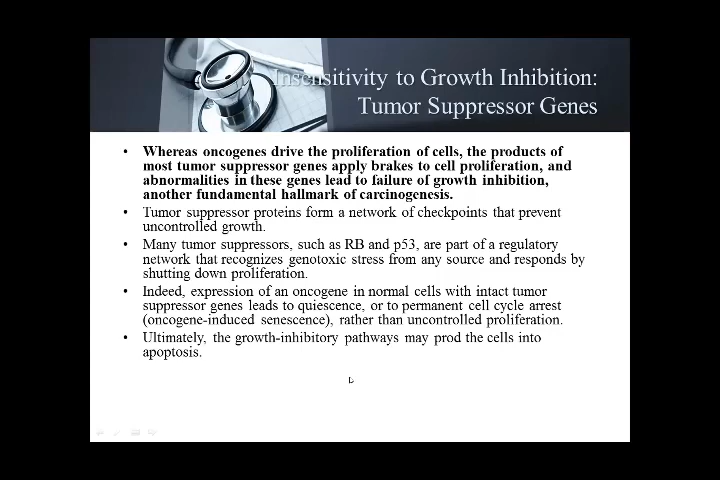 Insensitivity to Growth Inhibition:
Tumor Suppressor Genes
• Whereas oncogenes drive the proliferation of cells, the products of
most tumor suppressor genes apply brakes to cell proliferation, and
abnormalities in these genes lead to failure of growth inhibition,
another fundamental hallmark of carcinogenesis.
• Tumor suppressor proteins form a network of checkpoints that prevent
uncontrolled growth.
• Many tumor suppressors, such as RB and p53, are part of a regulatory
network that recognizes genotoxic stress from any source and responds by
shutting down proliferation.
• Indeed, expression of an oncogene in normal cells with intact tumor
suppressor genes leads to quiescence, or to permanent cell cycle arrest
(oncogene-induced senescence), rather than uncontrolled proliferation.
• Ultimately, the growth-inhibitory pathways may prod the cells into
apoptosis.